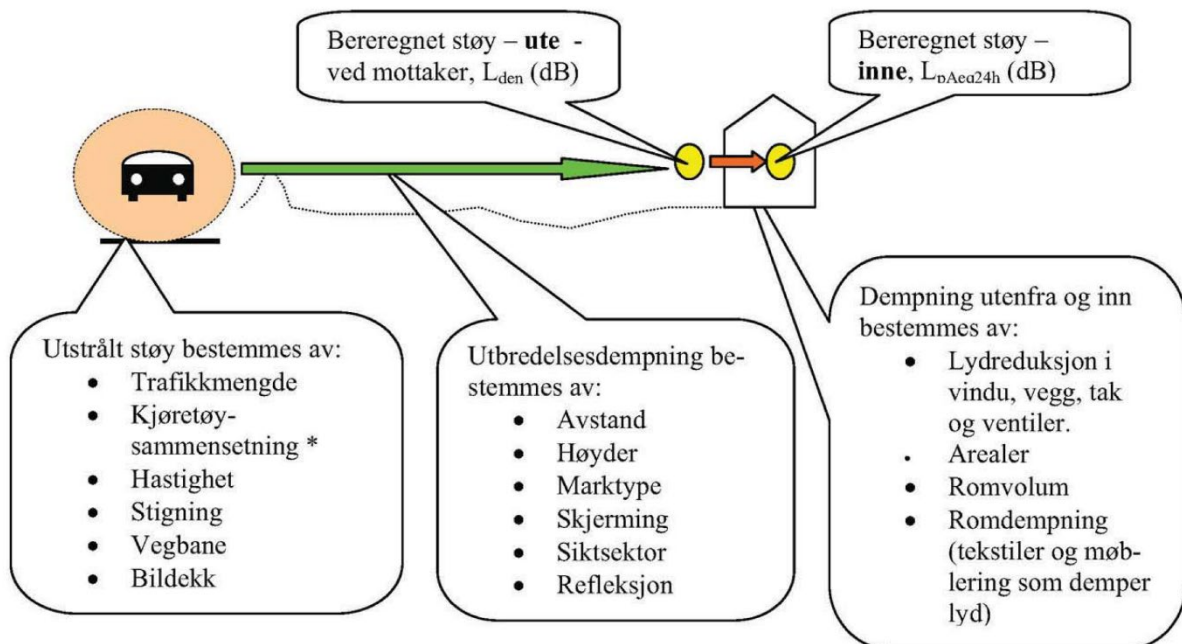 Bereregnet støy – ute -
ved mottaker, Lden (dB)
Bereregnet støy –
inne, LpAeq24h (dB)
Utstrålt støy bestemmes av:
• Trafikkmengde
• Kjøretøy-
sammensetning *
• Hastighet
• Stigning
• Vegbane
• Bildekk
Utbredelsesdempning be-
stemmes av:
• Avstand
• Høyder
• Marktype
• Skjerming
• Siktsektor
• Refleksjon
Dempning utenfra og inn
bestemmes av:
• Lydreduksjon i
vindu, vegg, tak
og ventiler.
• Arealer
• Romvolum
• Romdempning
(tekstiler og møb-
lering som demper
lyd)